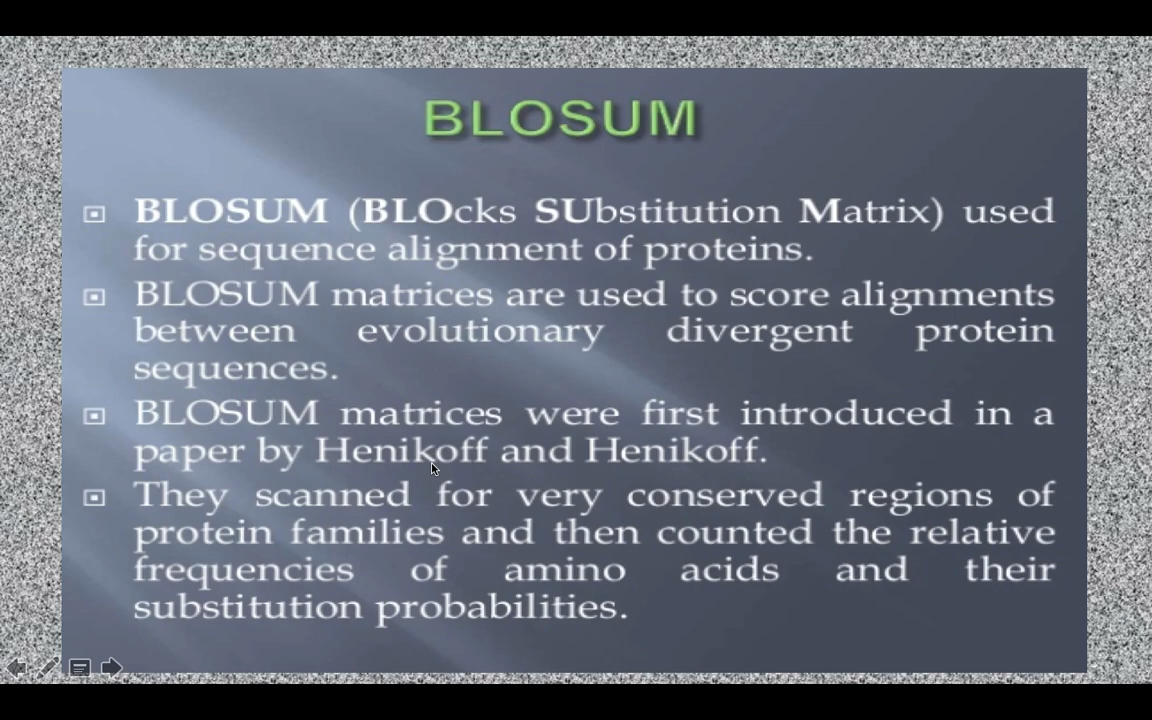 BLOSUM
BLOSUM (BLOcks SUbstitution Matrix) used
for sequence alignment of proteins.
BLOSUM matrices are used to score alignments
between evolutionary divergent protein
sequences.
BLOSUM matrices were first introduced in a
paper by Henikoff and Henikoff.
They scanned for very conserved regions of
protein families and then counted the relative
frequencies of amino acids and their
substitution probabilities.